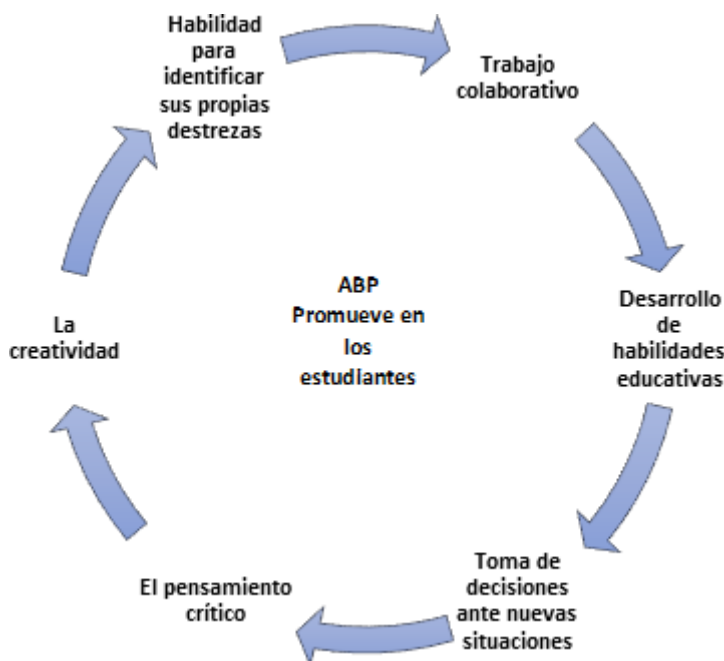 Habilidad
para
identificar
sus propias
destrezas
Trabajo
colaborativo
Desarrollo
de
habilidades
educativas
Toma de
decisiones
ante nuevas
situaciones
El pensamiento
crítico
La
creatividad
ABP
Promueve en
los
estudiantes